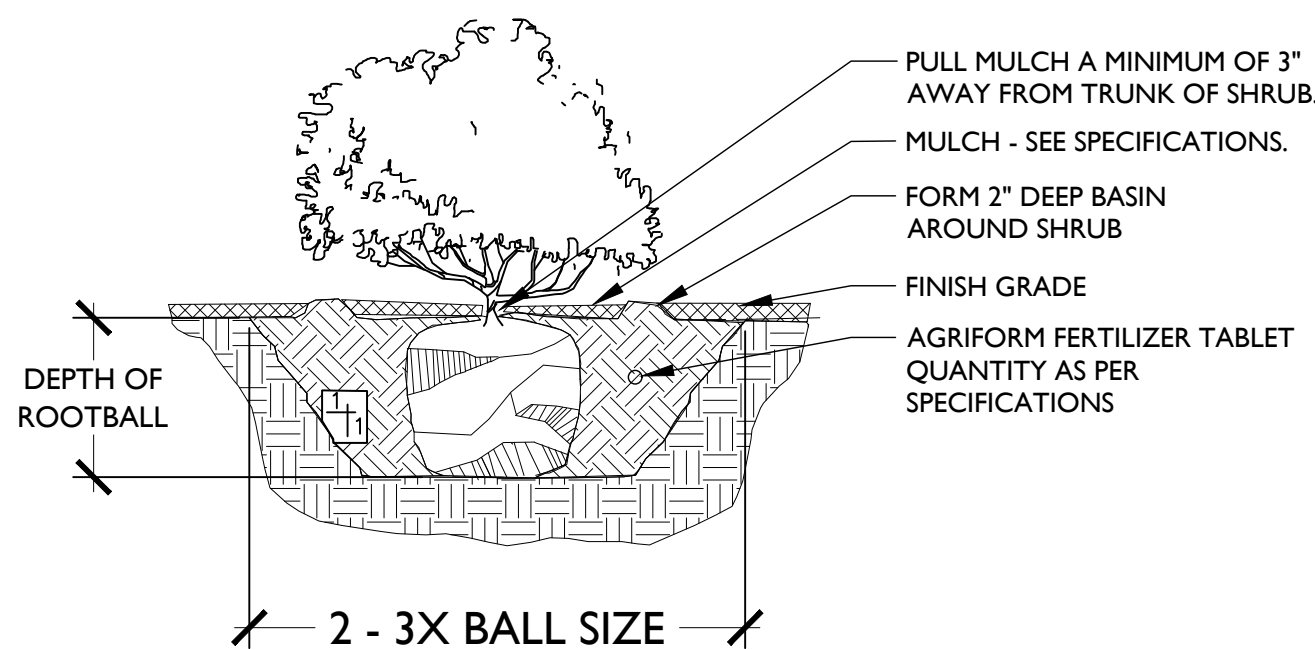 PULL MULCH A MINIMUM OF 3"
AWAY FROM TRUNK OF SHRUB.
MULCH - SEE SPECIFICATIONS.
FORM 2" DEEP BASIN
AROUND SHRUB
FINISH GRADE
AGRIFORM FERTILIZER TABLET
QUANTITY AS PER
SPECIFICATIONS
DEPTH OF
ROOTBALL
1
1
2 - 3X BALL SIZE